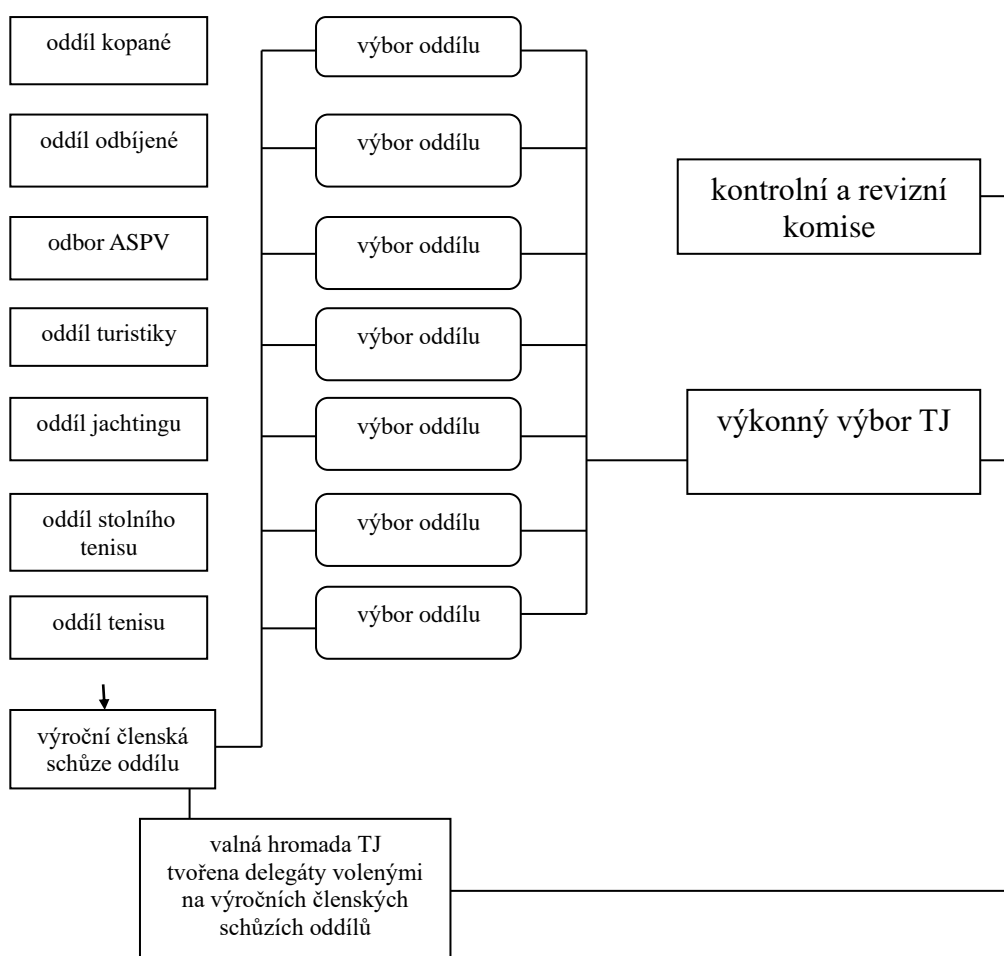 oddíl kopané
výbor oddílu
oddíl odbíjené
výbor oddílu
kontrolní a revizní
komise
odbor ASPV
výbor oddílu
oddíl turistiky
výbor oddílu
oddíl jachtingu
výbor oddílu
výkonný výbor TJ
oddíl stolního
tenisu
výbor oddílu
oddíl tenisu
výbor oddílu
výroční členská
schůze oddílu
valná hromada TJ
tvořena delegáty volenými
na výročních členských
schůzích oddílů